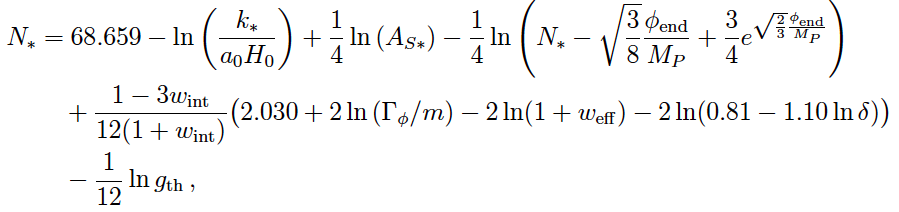 N_* = 68.659 − ln (k_*/(a_0 H_0)) + 1/4 ln (A_{S*}) − 1/4 ln (N_* − √(3/8) ϕ_end/M_P + 3/4 e^{√(2/3) ϕ_end/M_P})
+ (1 − 3w_int)/(12(1 + w_int)) (2.030 + 2 ln (Γ_ϕ/m) − 2 ln(1 + w_eff) − 2 ln(0.81 − 1.10 ln δ))
− 1/12 ln g_th ,